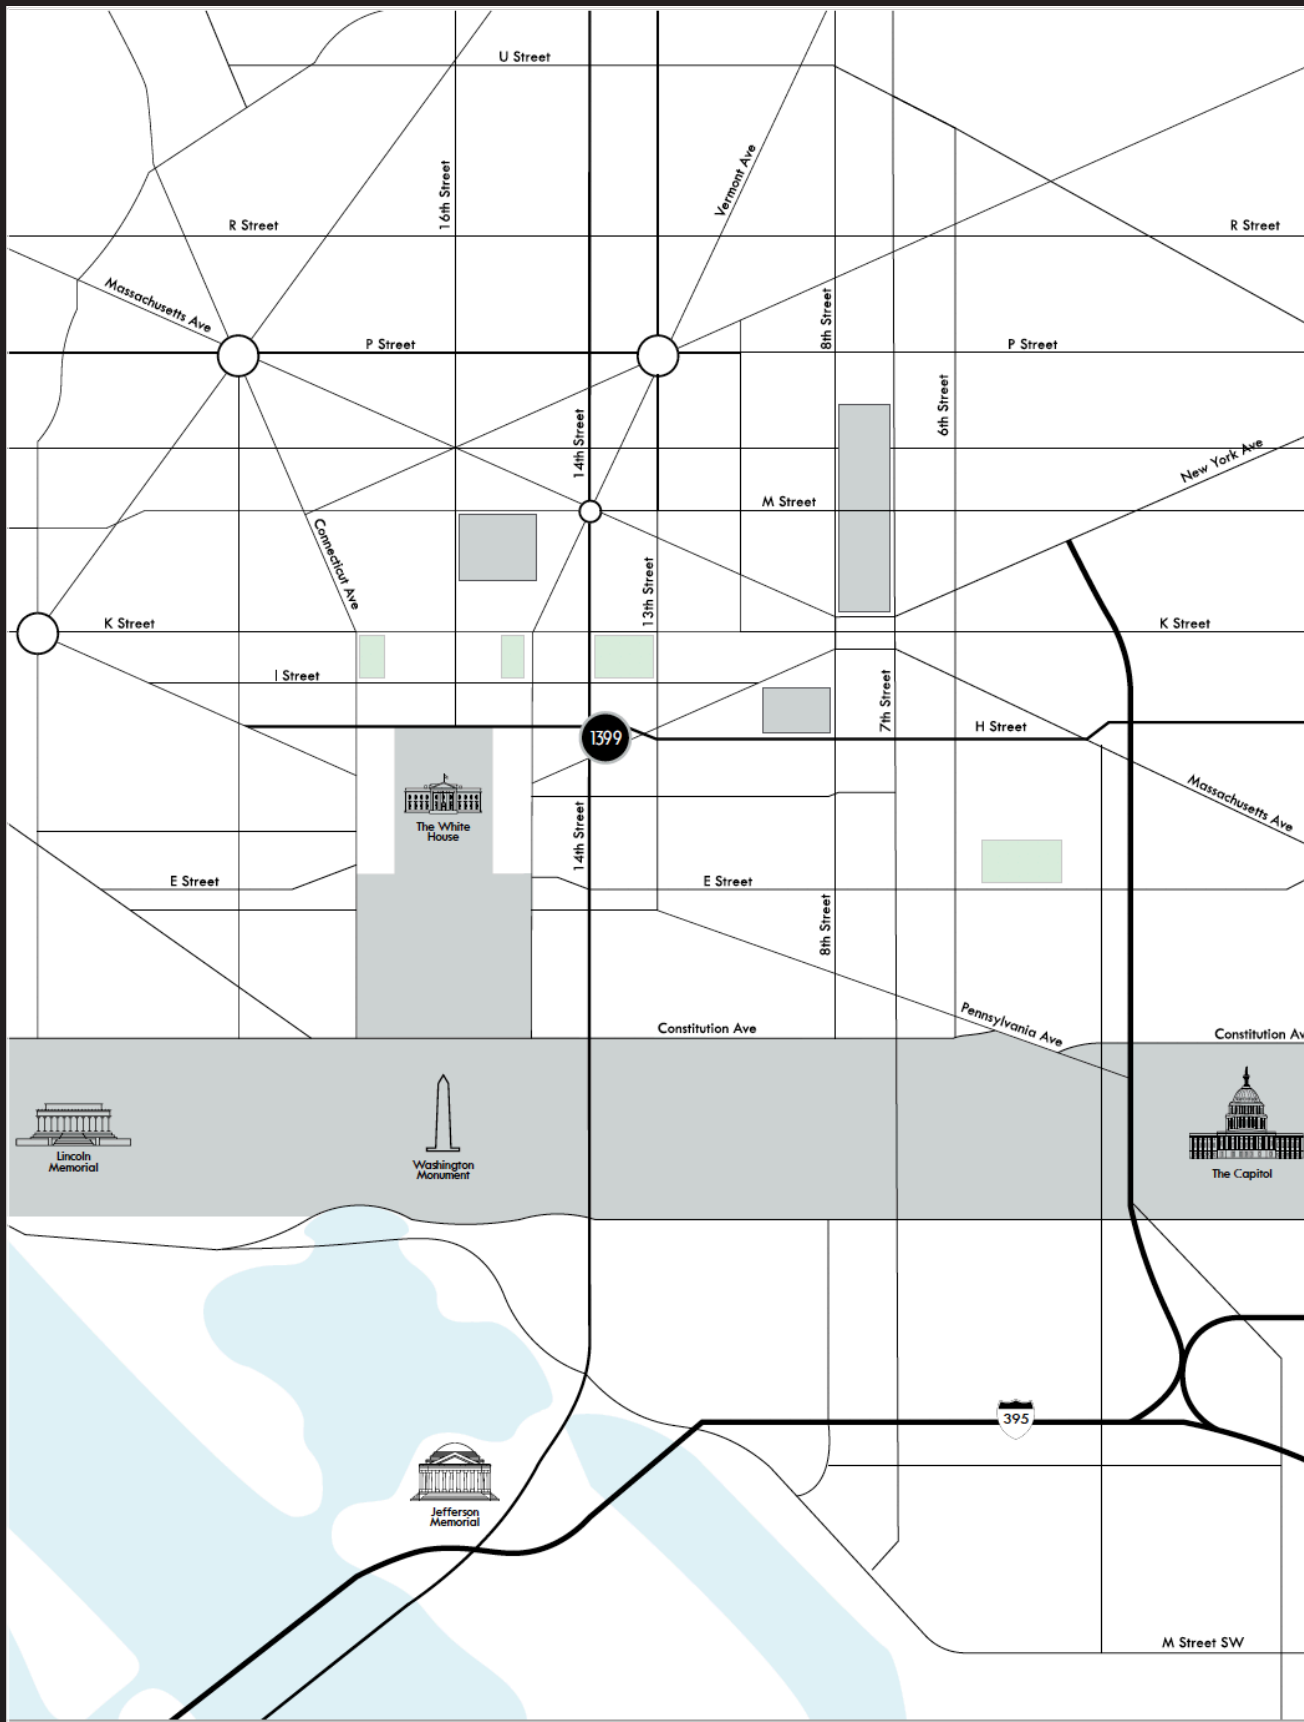 U Street
16th Street
Vermont Ave
R Street
R Street
Massachusetts Ave
8th Street
P Street
P Street
6th Street
14th Street
New York Ave
M Street
Connecticut Ave
13th Street
K Street
K Street
I Street
7th Street
H Street
1399
Massachusetts Ave
The White
House
14th Street
E Street
E Street
8th Street
Pennsylvania Ave
Constitution Ave
Constitution Av
Lincoln
Memorial
Washington
Monument
The Capitol
395
Jefferson
Memorial
M Street SW